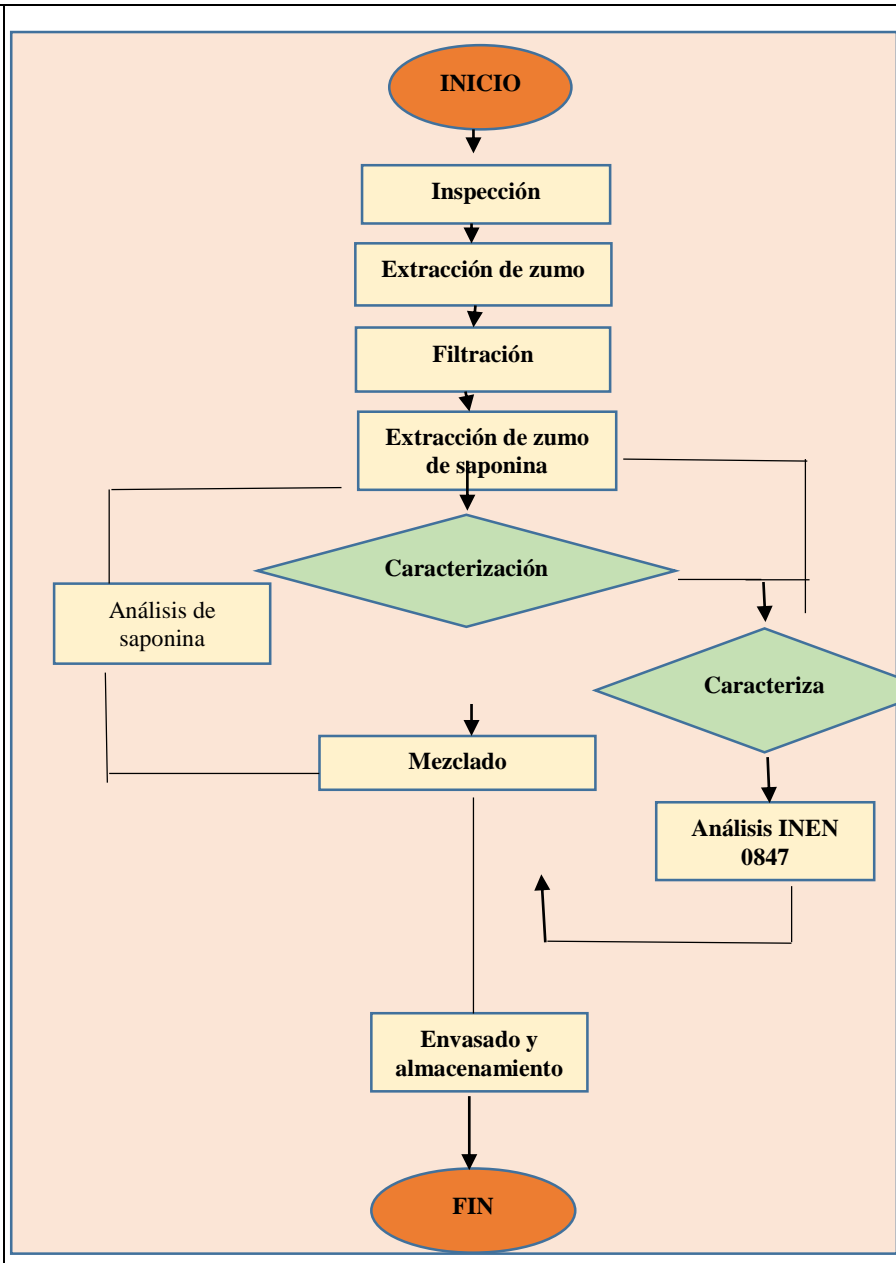 INICIO
Inspección
Extracción de zumo
Filtración
Extracción de zumo
de saponina
Caracterización
Análisis de
saponina
Caracteriza
Mezclado
Análisis INEN
0847
Envasado y
almacenamiento
FIN